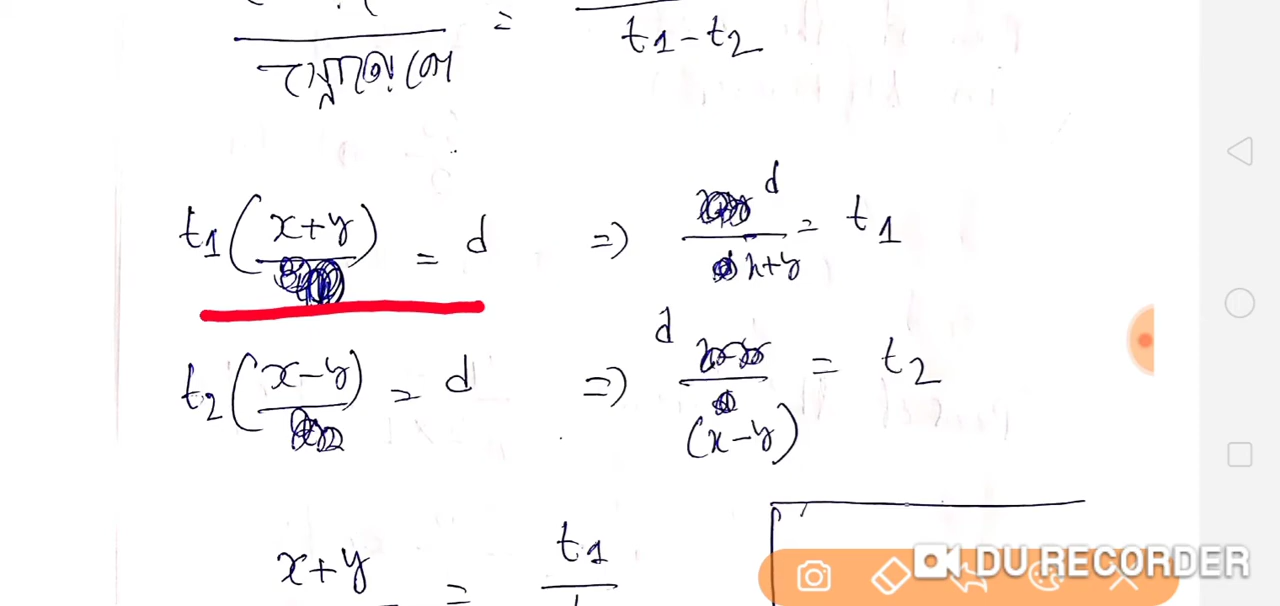 = t1-t2
t1(x+y) = d => d/x+y = t1
t2(x-y) = d => d/(x-y) = t2
x+y = t1
DU RECORDER